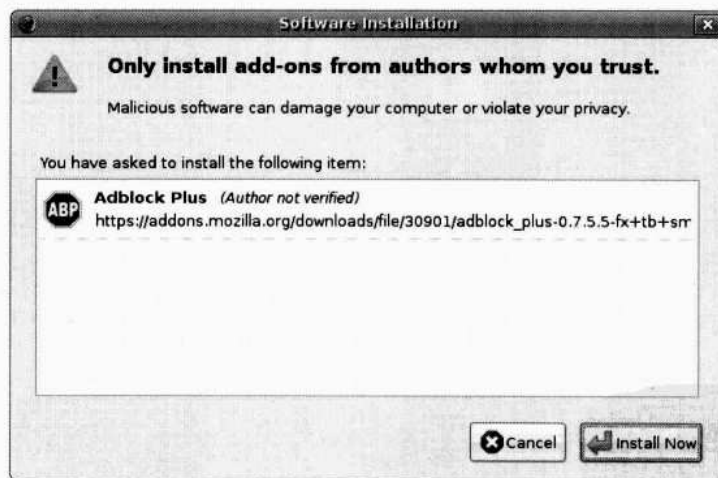 Software Installation
Only install add-ons from authors whom you trust.
Malicious software can damage your computer or violate your privacy.
You have asked to install the following item:
ABP
Adblock Plus (Author not verified)
https://addons.mozilla.org/downloads/file/30901/adblock_plus-0.7.5.5-fx+tb+sm
Cancel
Install Now